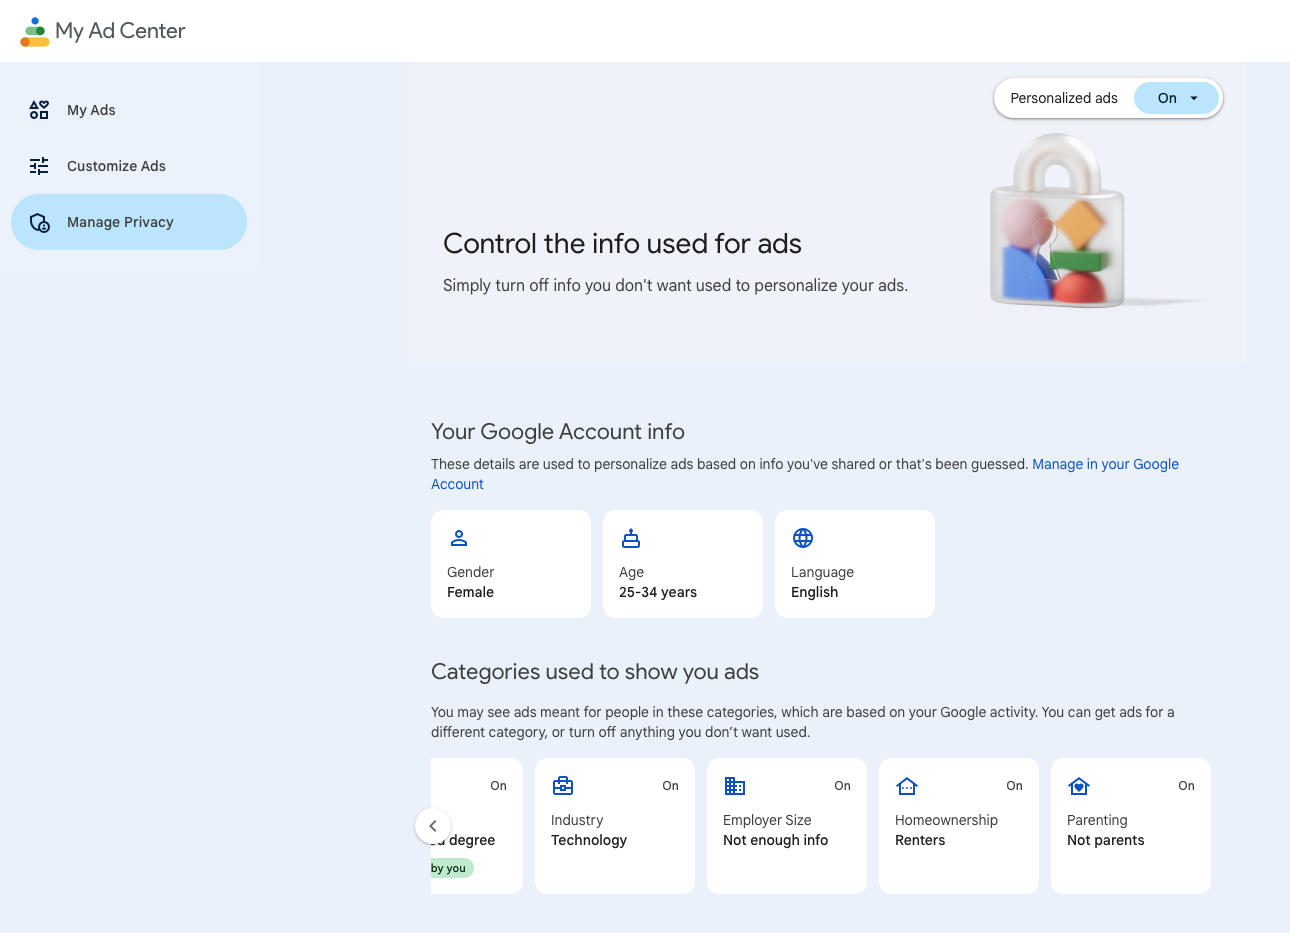 My Ad Center
My Ads
Customize Ads
Manage Privacy
Personalized ads
On
Control the info used for ads
Simply turn off info you don't want used to personalize your ads.
Your Google Account info
These details are used to personalize ads based on info you've shared or that's been guessed. Manage in your Google
Account
Gender
Female
Age
25-34 years
Language
English
Categories used to show you ads
You may see ads meant for people in these categories, which are based on your Google activity. You can get ads for a
different category, or turn off anything you don’t want used.
On
degree
by you
On
Industry
Technology
On
Employer Size
Not enough info
On
Homeownership
Renters
On
Parenting
Not parents